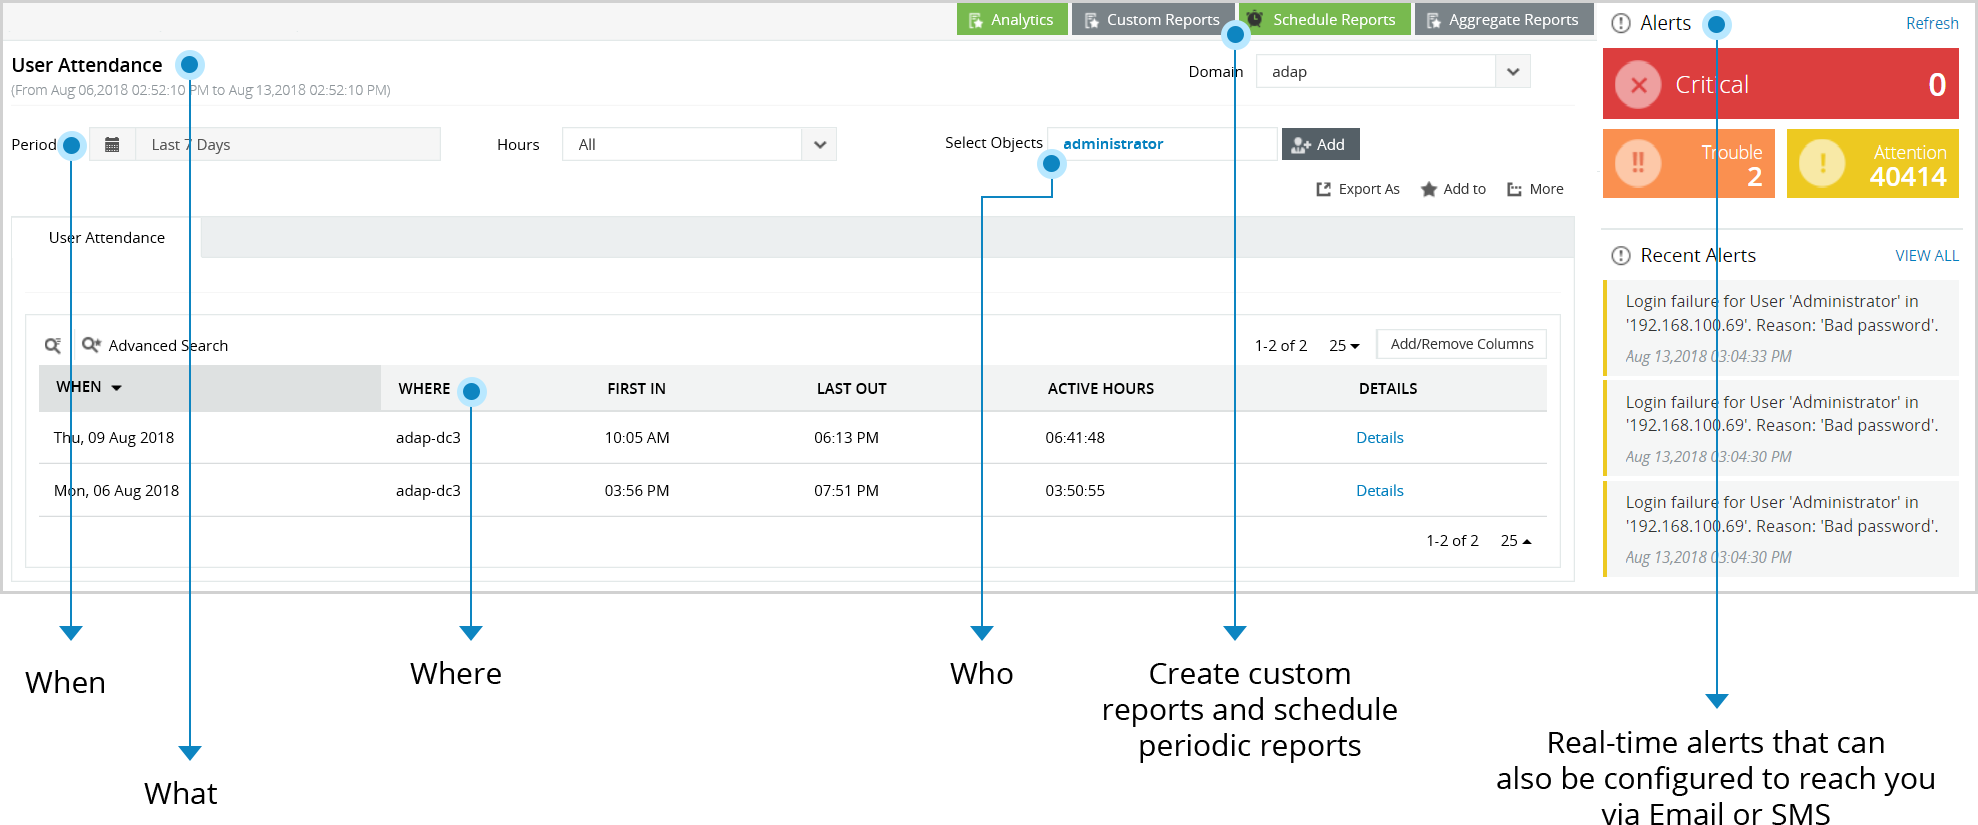 Analytics
Custom Reports
Schedule Reports
Aggregate Reports
User Attendance
(From Aug 06,2018 02:52:10 PM to Aug 13,2018 02:52:10 PM)
Domain
adap
Period
Last 7 Days
Hours
All
Select Objects
administrator
Add
Export As
Add to
More
User Attendance
Advanced Search
1-2 of 2
25
Add/Remove Columns
WHEN
WHERE
FIRST IN
LAST OUT
ACTIVE HOURS
DETAILS
Thu, 09 Aug 2018
adap-dc3
10:05 AM
06:13 PM
06:41:48
Details
Mon, 06 Aug 2018
adap-dc3
03:56 PM
07:51 PM
03:50:55
Details
1-2 of 2
25
Alerts
Refresh
Critical
0
Trouble
2
Attention
40414
Recent Alerts
VIEW ALL
Login failure for User 'Administrator' in
'192.168.100.69'. Reason: 'Bad password'.
Aug 13,2018 03:04:33 PM
Login failure for User 'Administrator' in
'192.168.100.69'. Reason: 'Bad password'.
Aug 13,2018 03:04:30 PM
Login failure for User 'Administrator' in
'192.168.100.69'. Reason: 'Bad password'.
Aug 13,2018 03:04:30 PM
When
What
Where
Who
Create custom
reports and schedule
periodic reports
Real-time alerts that can
also be configured to reach you
via Email or SMS